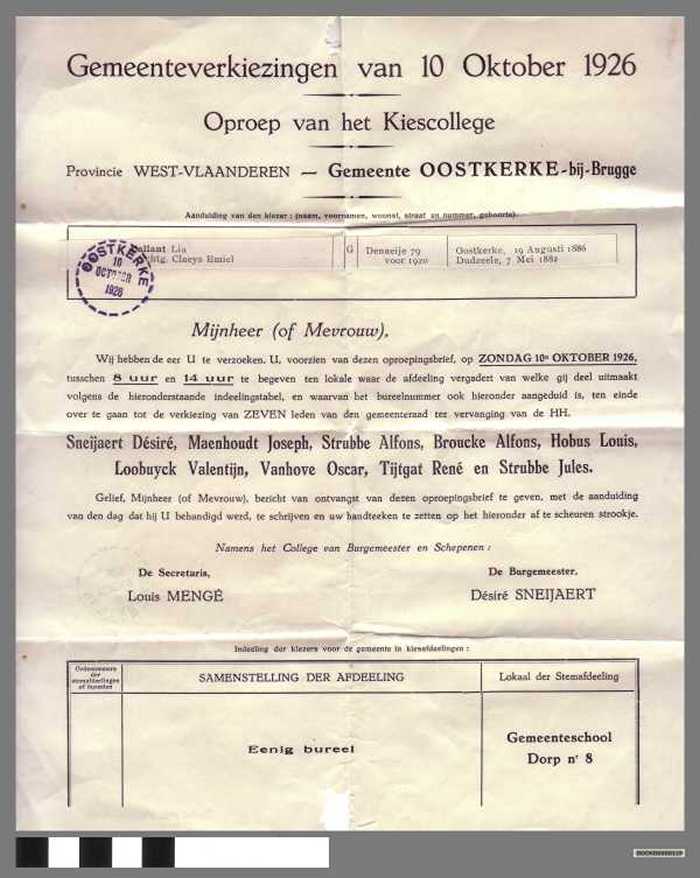 Gemeenteverkiezingen van 10 Oktober 1926
Oproep van het Kiescollege
Provincie WEST-VLAANDEREN — Gemeente OOSTKERKE-bij-Brugge
Aanduiding van den kiezer : (naam, voornamen, woonst, straat en nummer, geboorte).
Ballant Lia
echtg. Claeys Emiel
G
Deneeije 79
voor 1920
Oostkerke, 19 Augusti 1886
Dudzeele, 7 Mei 1882
OOSTKERKE
10
OCTOBER
1926
Mijnheer (of Mevrouw),
Wij hebben de eer U te verzoeken, U, voorzien van dezen oproepingsbrief, op ZONDAG 10n OKTOBER 1926,
tusschen 8 uur en 14 uur te begeven ten lokale waar de afdeeling vergadert van welke gij deel uitmaakt
volgens de hieronderstaande indeelingstabel, en waarvan het bureelnummer ook hieronder aangeduid is, ten einde
over te gaan tot de verkiezing van ZEVEN leden van den gemeenteraad ter vervanging van de HH.
Sneijaert Désiré, Maenhoudt Joseph, Strubbe Alfons, Broucke Alfons, Hobus Louis,
Loobuyck Valentijn, Vanhove Oscar, Tijtgat René en Strubbe Jules.
Gelief, Mijnheer (of Mevrouw), bericht van ontvangst van dezen oproepingsbrief te geven, met de aanduiding
van den dag dat hij U behandigd werd, te schrijven en uw handteeken te zetten op het hieronder af te scheuren strookje.
Namens het College van Burgemeester en Schepenen :
De Secretaris,
Louis MENGÉ
De Burgemeester,
Désiré SNEIJAERT
Indeeling der kiezers voor de gemeente in kiesafdeelingen :
Ordenummers
der
stemafdeelingen
of bureelen
SAMENSTELLING DER AFDEELING
Lokaal der Stemafdeeling
Eenig bureel
Gemeenteschool
Dorp nr 8